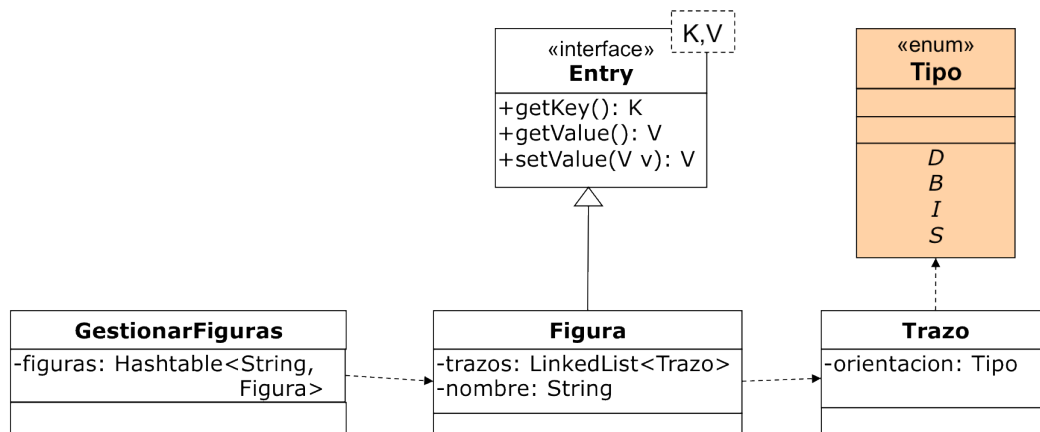 K,V
«interface»
Entry
+getKey(): K
+getValue(): V
+setValue(V v): V
«enum»
Tipo
D
B
I
S
GestionarFiguras
-figuras: Hashtable<String,
Figura>
Figura
-trazos: LinkedList<Trazo>
-nombre: String
Trazo
-orientacion: Tipo